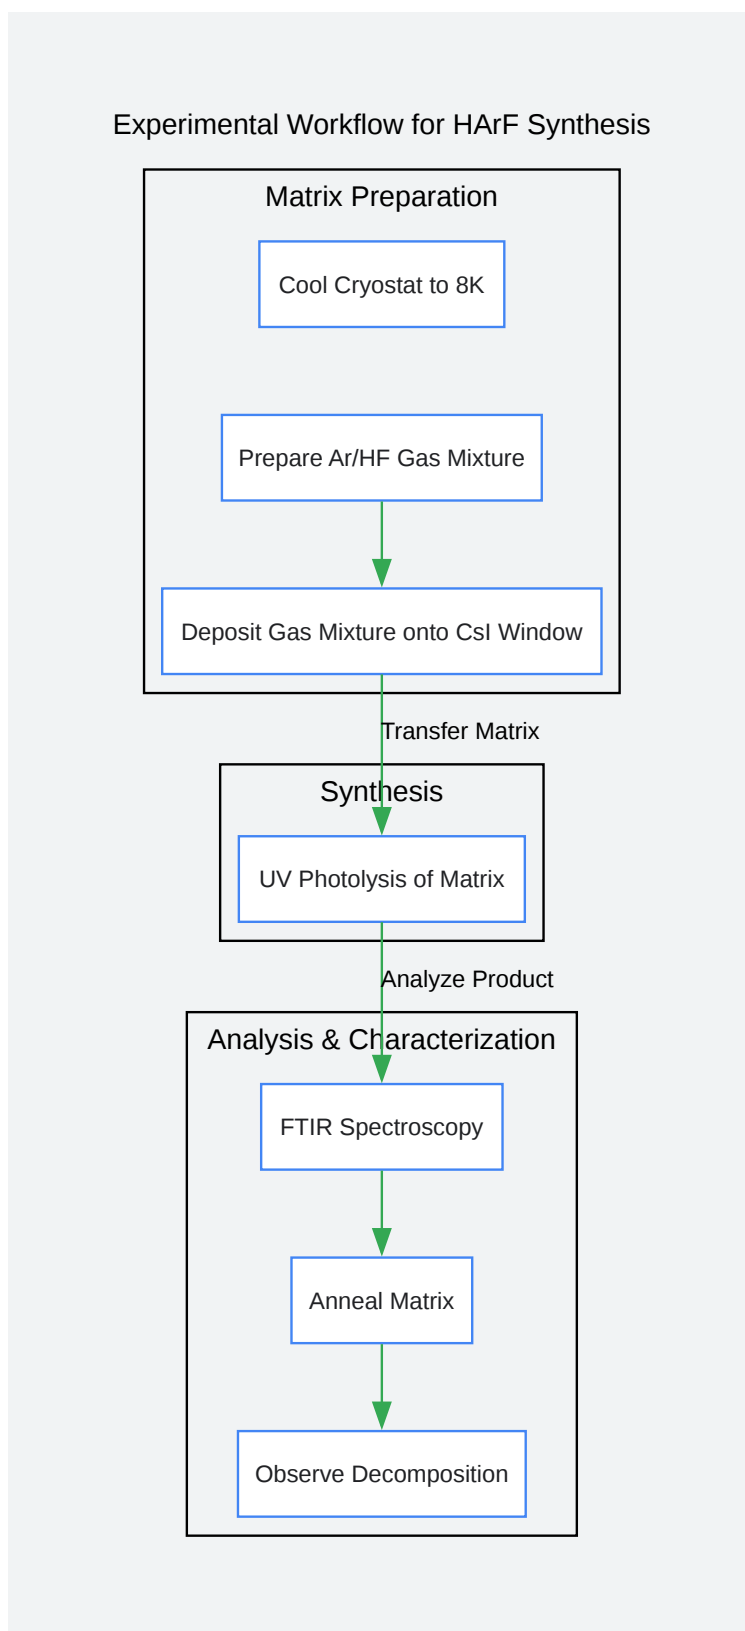 Experimental Workflow for HArF Synthesis
Matrix Preparation
Cool Cryostat to 8K
Prepare Ar/HF Gas Mixture
Deposit Gas Mixture onto CsI Window
Transfer Matrix
Synthesis
UV Photolysis of Matrix
Analyze Product
Analysis & Characterization
FTIR Spectroscopy
Anneal Matrix
Observe Decomposition